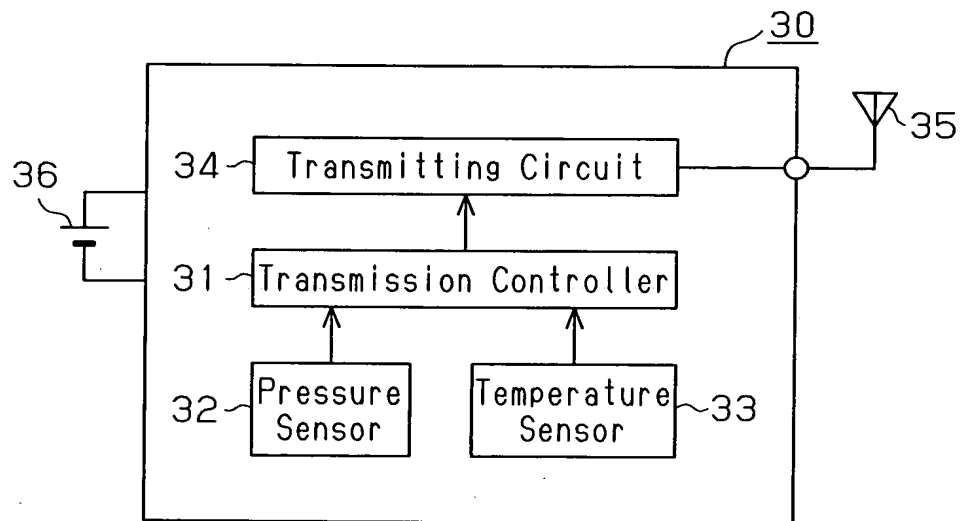 30
35
36
34
Transmitting Circuit
31
Transmission Controller
32
Pressure
Sensor
Temperature
Sensor
33